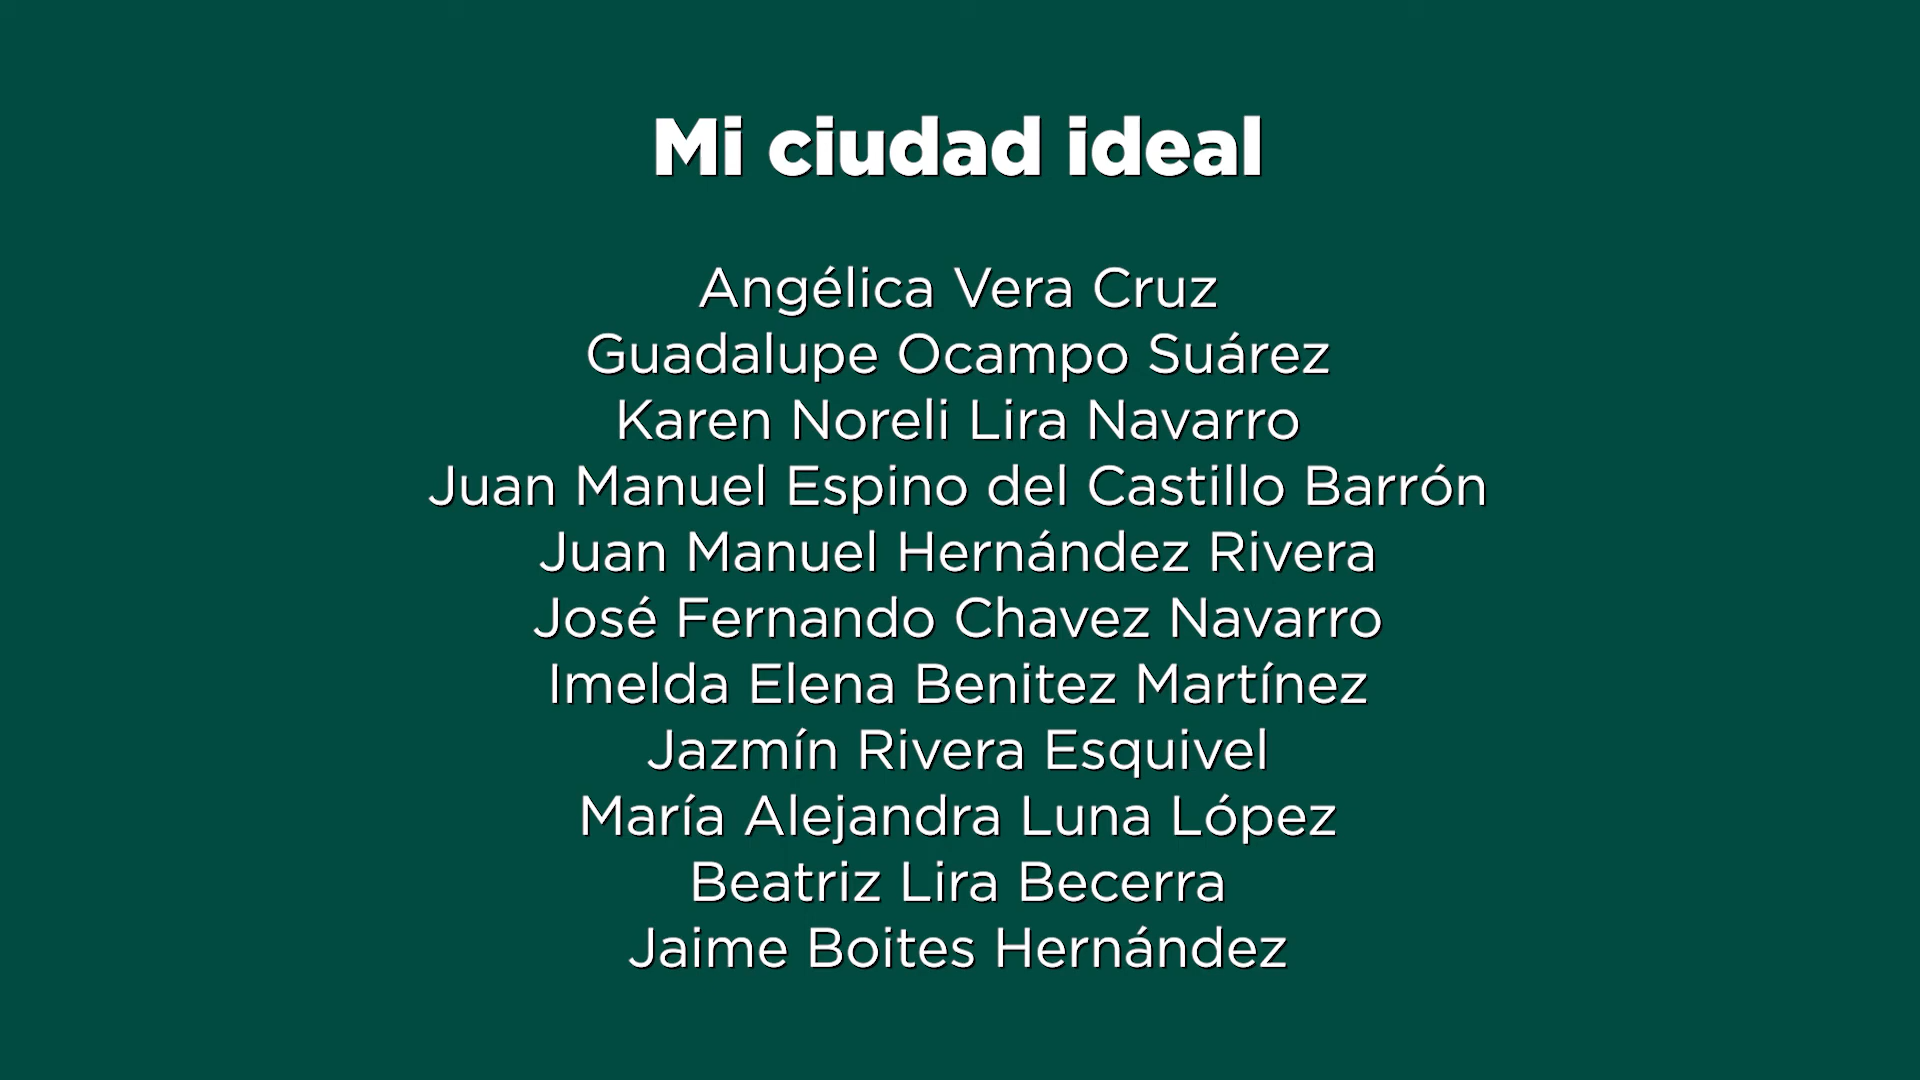 Mi ciudad ideal
Angélica Vera Cruz
Guadalupe Ocampo Suárez
Karen Noreli Lira Navarro
Juan Manuel Espino del Castillo Barrón
Juan Manuel Hernández Rivera
José Fernando Chavez Navarro
Imelda Elena Benitez Martínez
Jazmín Rivera Esquivel
María Alejandra Luna López
Beatriz Lira Becerra
Jaime Boites Hernández